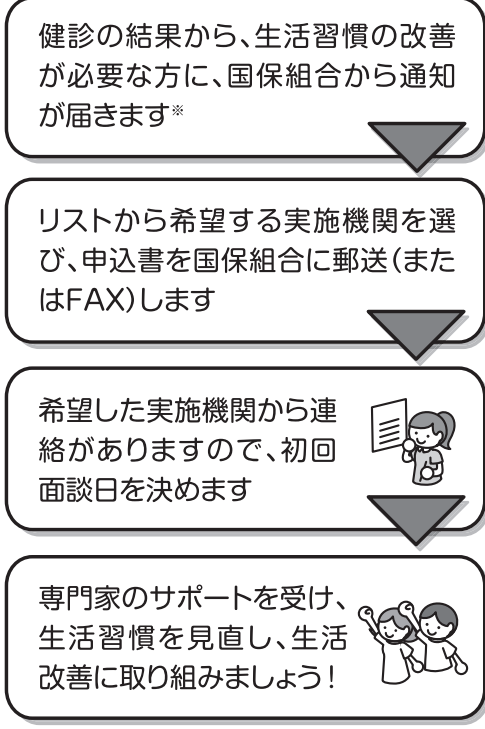 健診の結果から、生活習慣の改善
が必要な方に、国保組合から通知
が届きます※
リストから希望する実施機関を選
び、申込書を国保組合に郵送(また
はFAX)します
希望した実施機関から連
絡がありますので、初回
面談日を決めます
専門家のサポートを受け、
生活習慣を見直し、生活
改善に取り組みましょう!